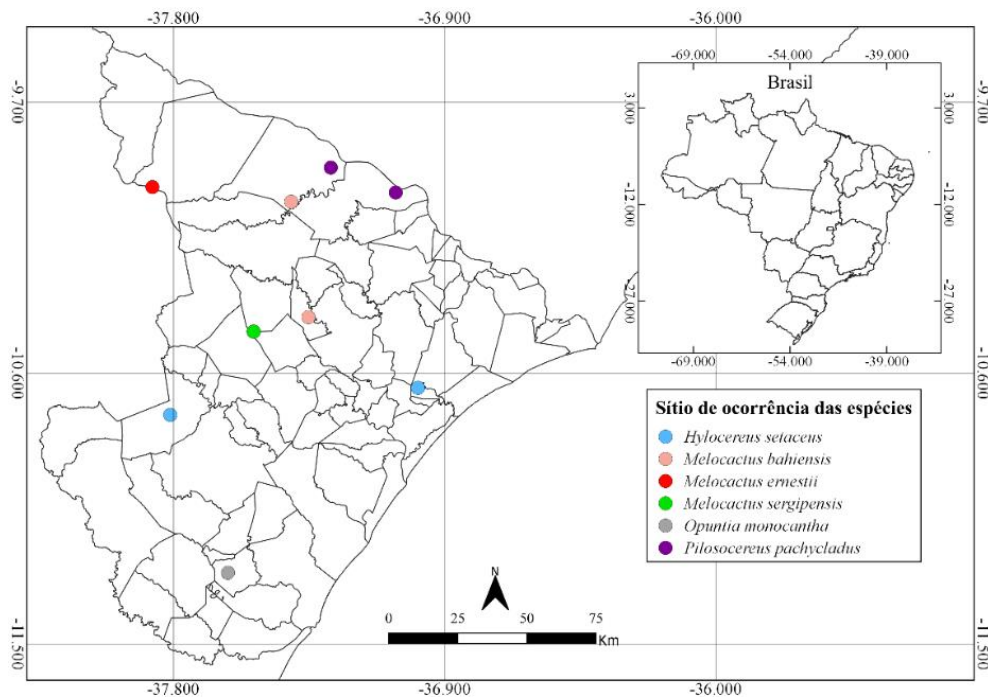 -37.800 -36.900 -36.000
-69.000 -54.000 -39.000
Brasil
-9.700 3.000 3.000 -9.700
-12.000 -12.000
-27.000 -27.000
-69.000 -54.000 -39.000
-10.600 -10.600
Sítio de ocorrência das espécies
Hylocereus setaceus
Melocactus bahiensis
Melocactus ernestii
Melocactus sergipensis
Opuntia monocantha
Pilosocereus pachycladus
N
0 25 50 75
Km
-11.500 -11.500
-37.800 -36.900 -36.000